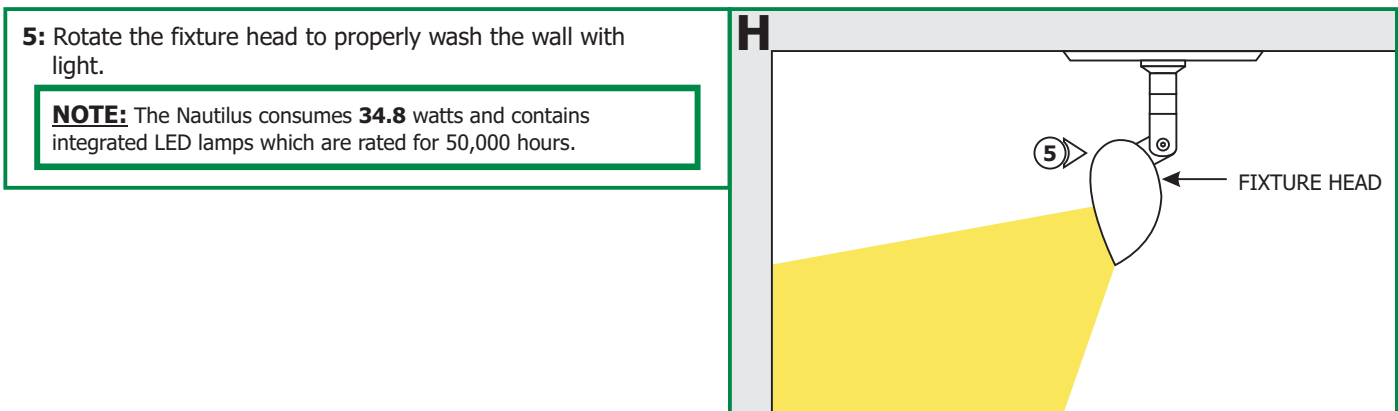 5: Rotate the fixture head to properly wash the wall with
light.
NOTE: The Nautilus consumes 34.8 watts and contains
integrated LED lamps which are rated for 50,000 hours.
H
5
FIXTURE HEAD